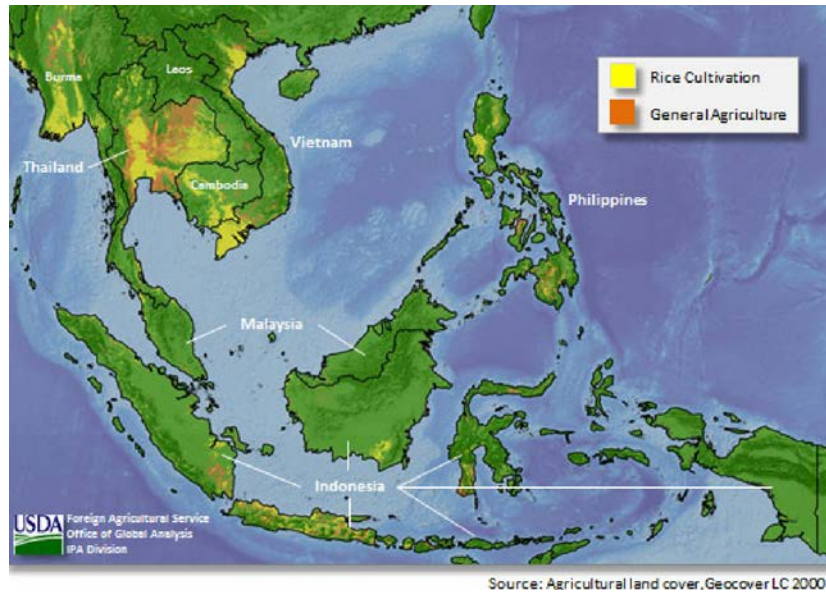 Rice Cultivation
General Agriculture
Burma
Laos
Thailand
Vietnam
Cambodia
Philippines
Malaysia
Indonesia
USDA
Foreign Agricultural Service
Office of Global Analysis
IPA Division
Source: Agricultural land cover, Geocover LC 2000